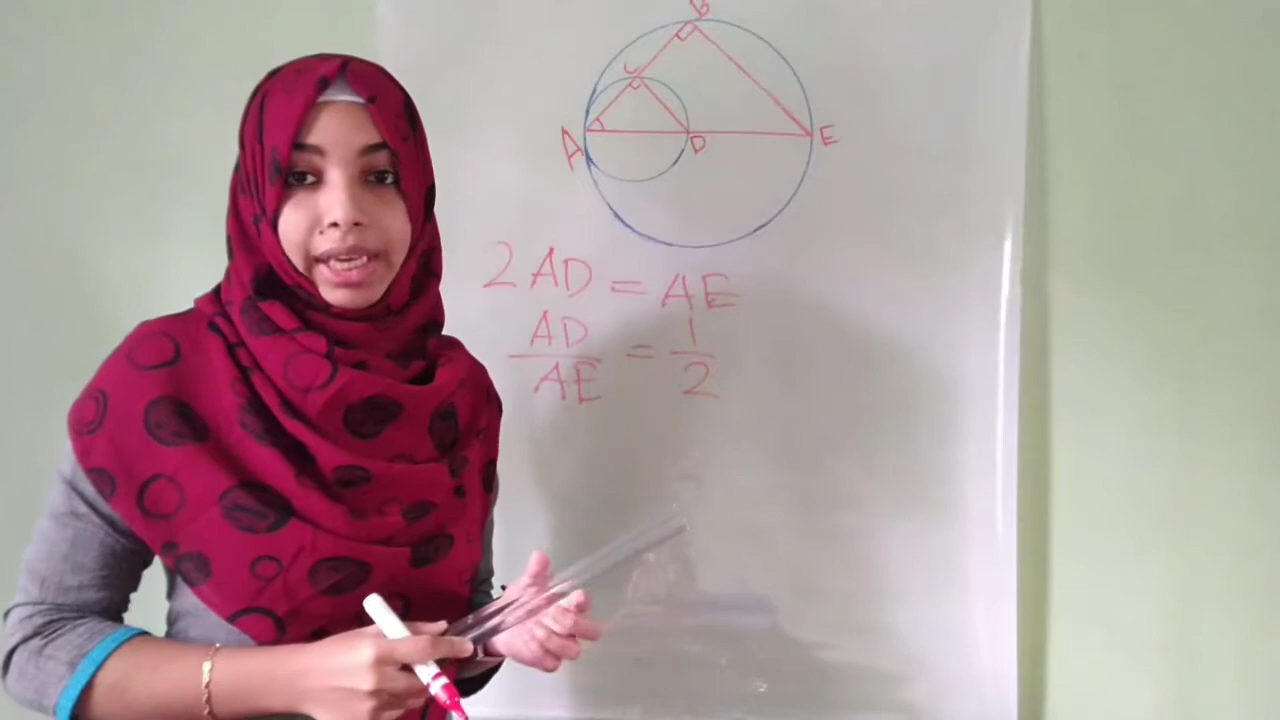 B
C
A D E
2AD = AE
AD/AE = 1/2